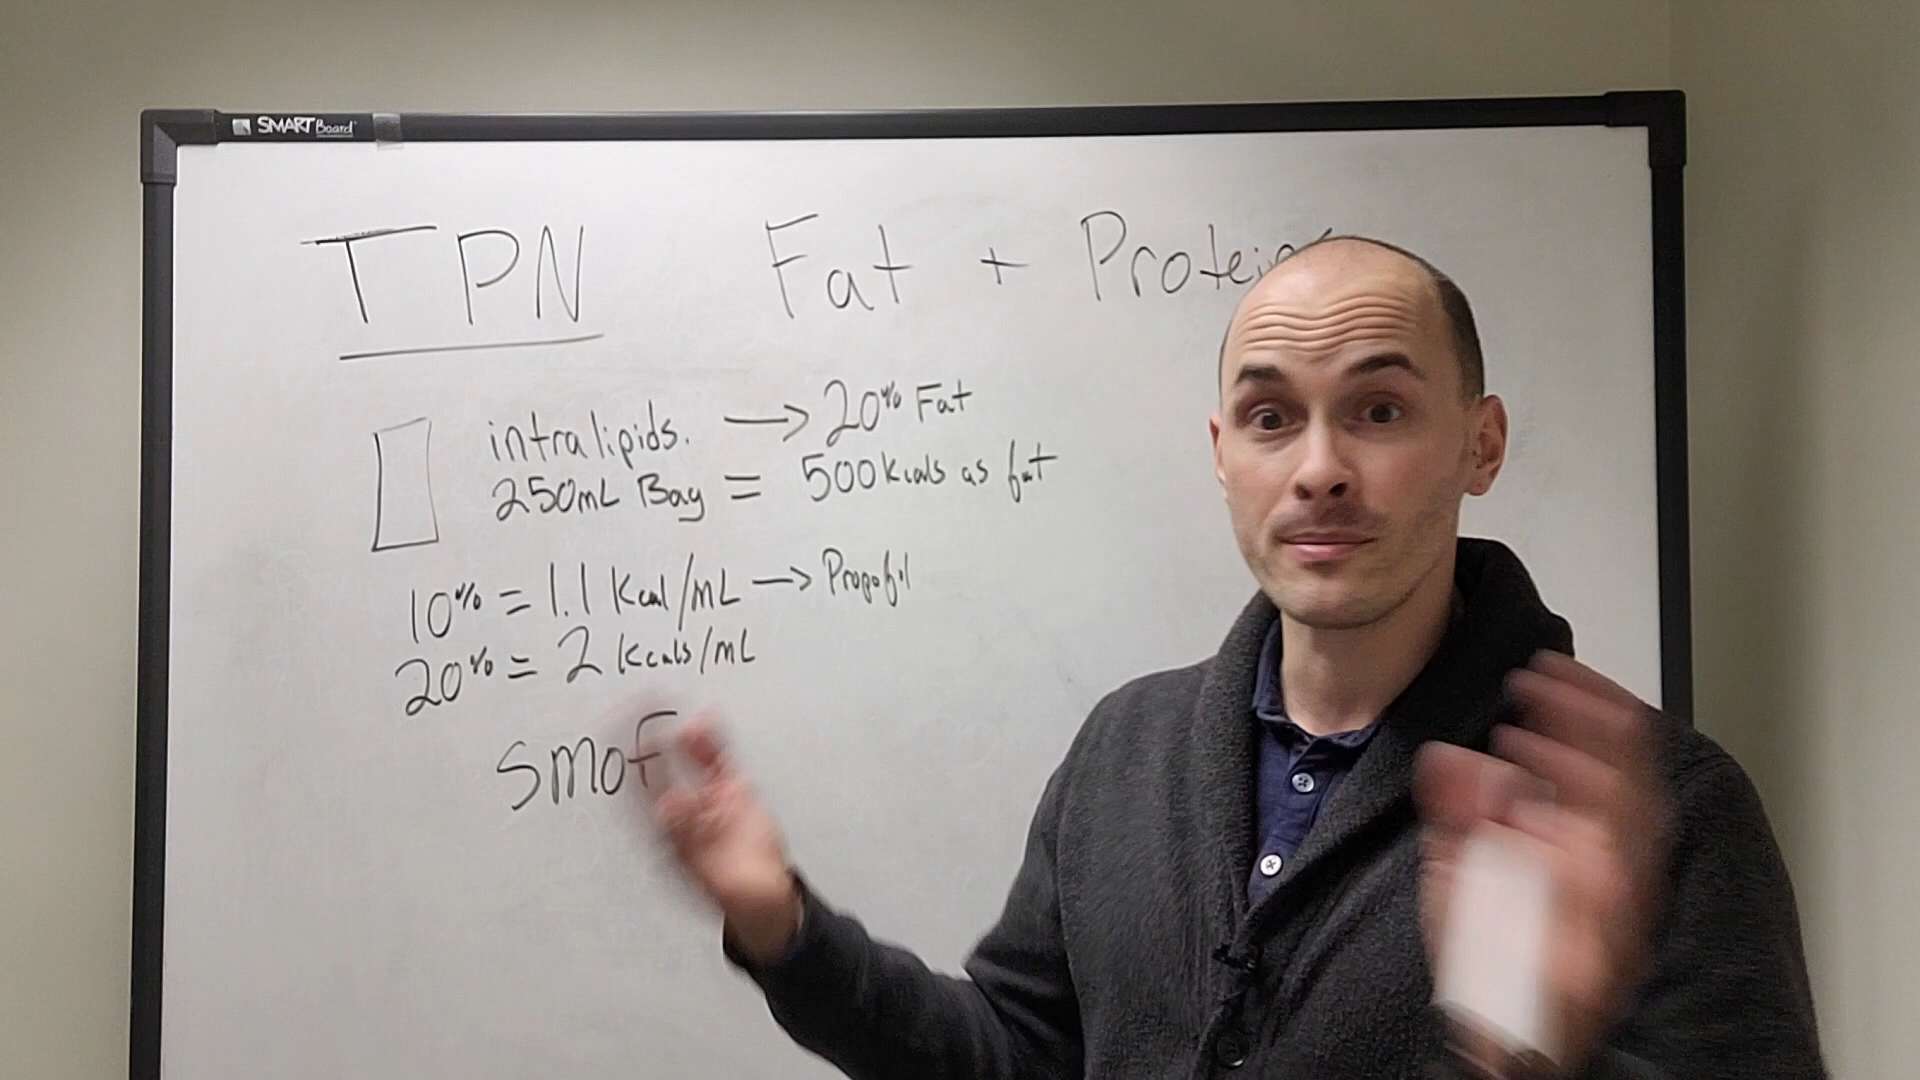 SMART Board
TPN Fat + Protein
intralipids. → 20% Fat
250mL Bag = 500 kcals as fat
10% = 1.1 Kcal/mL → Propofol
20% = 2 kcals/mL
SMOF